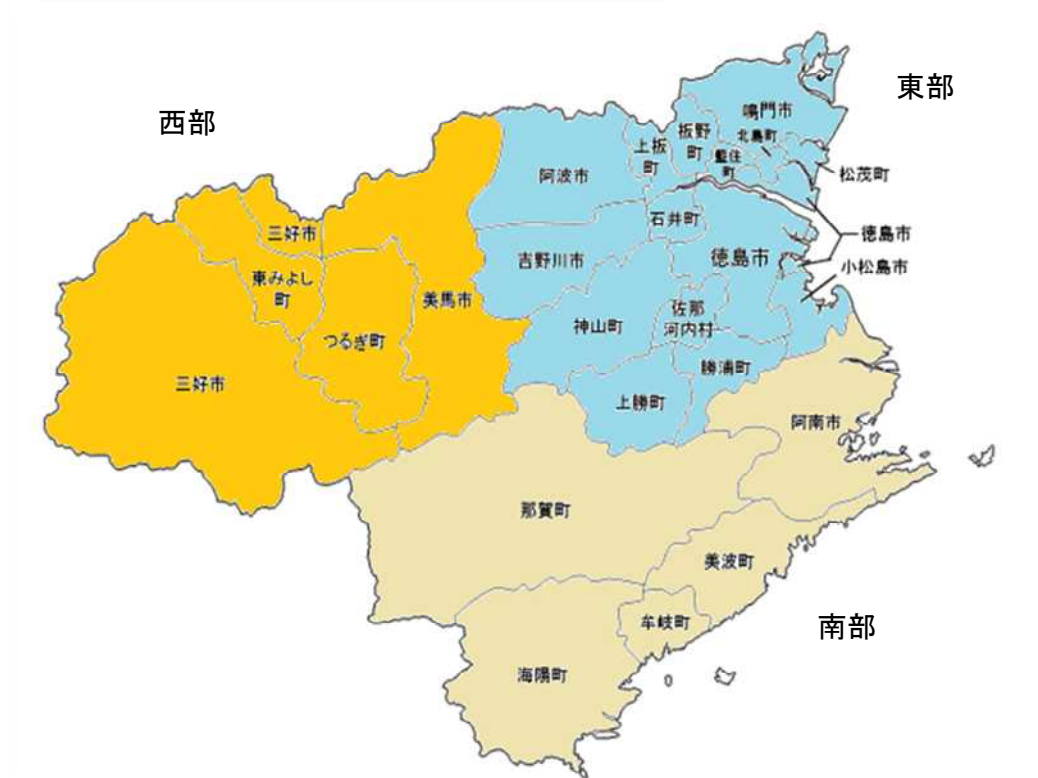 東部
西部
鳴門市
板野
町
北島町
上板
町
藍住
町
阿波市
松茂町
石井町
三好市
徳島市
徳島市
吉野川市
小松島市
東みよし
町
美馬市
佐那
河内村
神山町
つるぎ町
勝浦町
三好市
上勝町
阿南市
那賀町
美波町
牟岐町
南部
海陽町